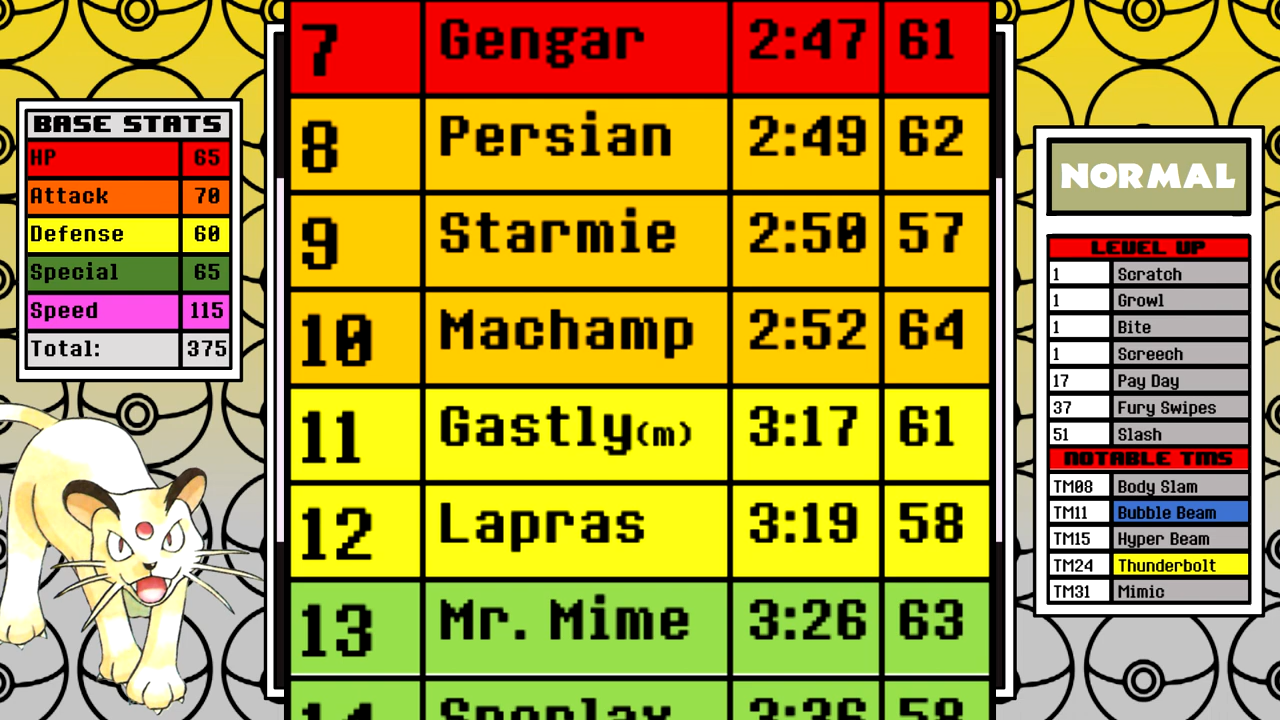 BASE STATS
HP 65
Attack 70
Defense 60
Special 65
Speed 115
Total: 375
7 Gengar 2:47 61
8 Persian 2:49 62
9 Starmie 2:50 57
10 Machamp 2:52 64
11 Gastly(m) 3:17 61
12 Lapras 3:19 58
13 Mr. Mime 3:26 63
14 3:36 58
NORMAL
LEVEL UP
1 Scratch
1 Growl
1 Bite
1 Screech
17 Pay Day
37 Fury Swipes
51 Slash
NOTABLE TMS
TM08 Body Slam
TM11 Bubble Beam
TM15 Hyper Beam
TM24 Thunderbolt
TM31 Mimic